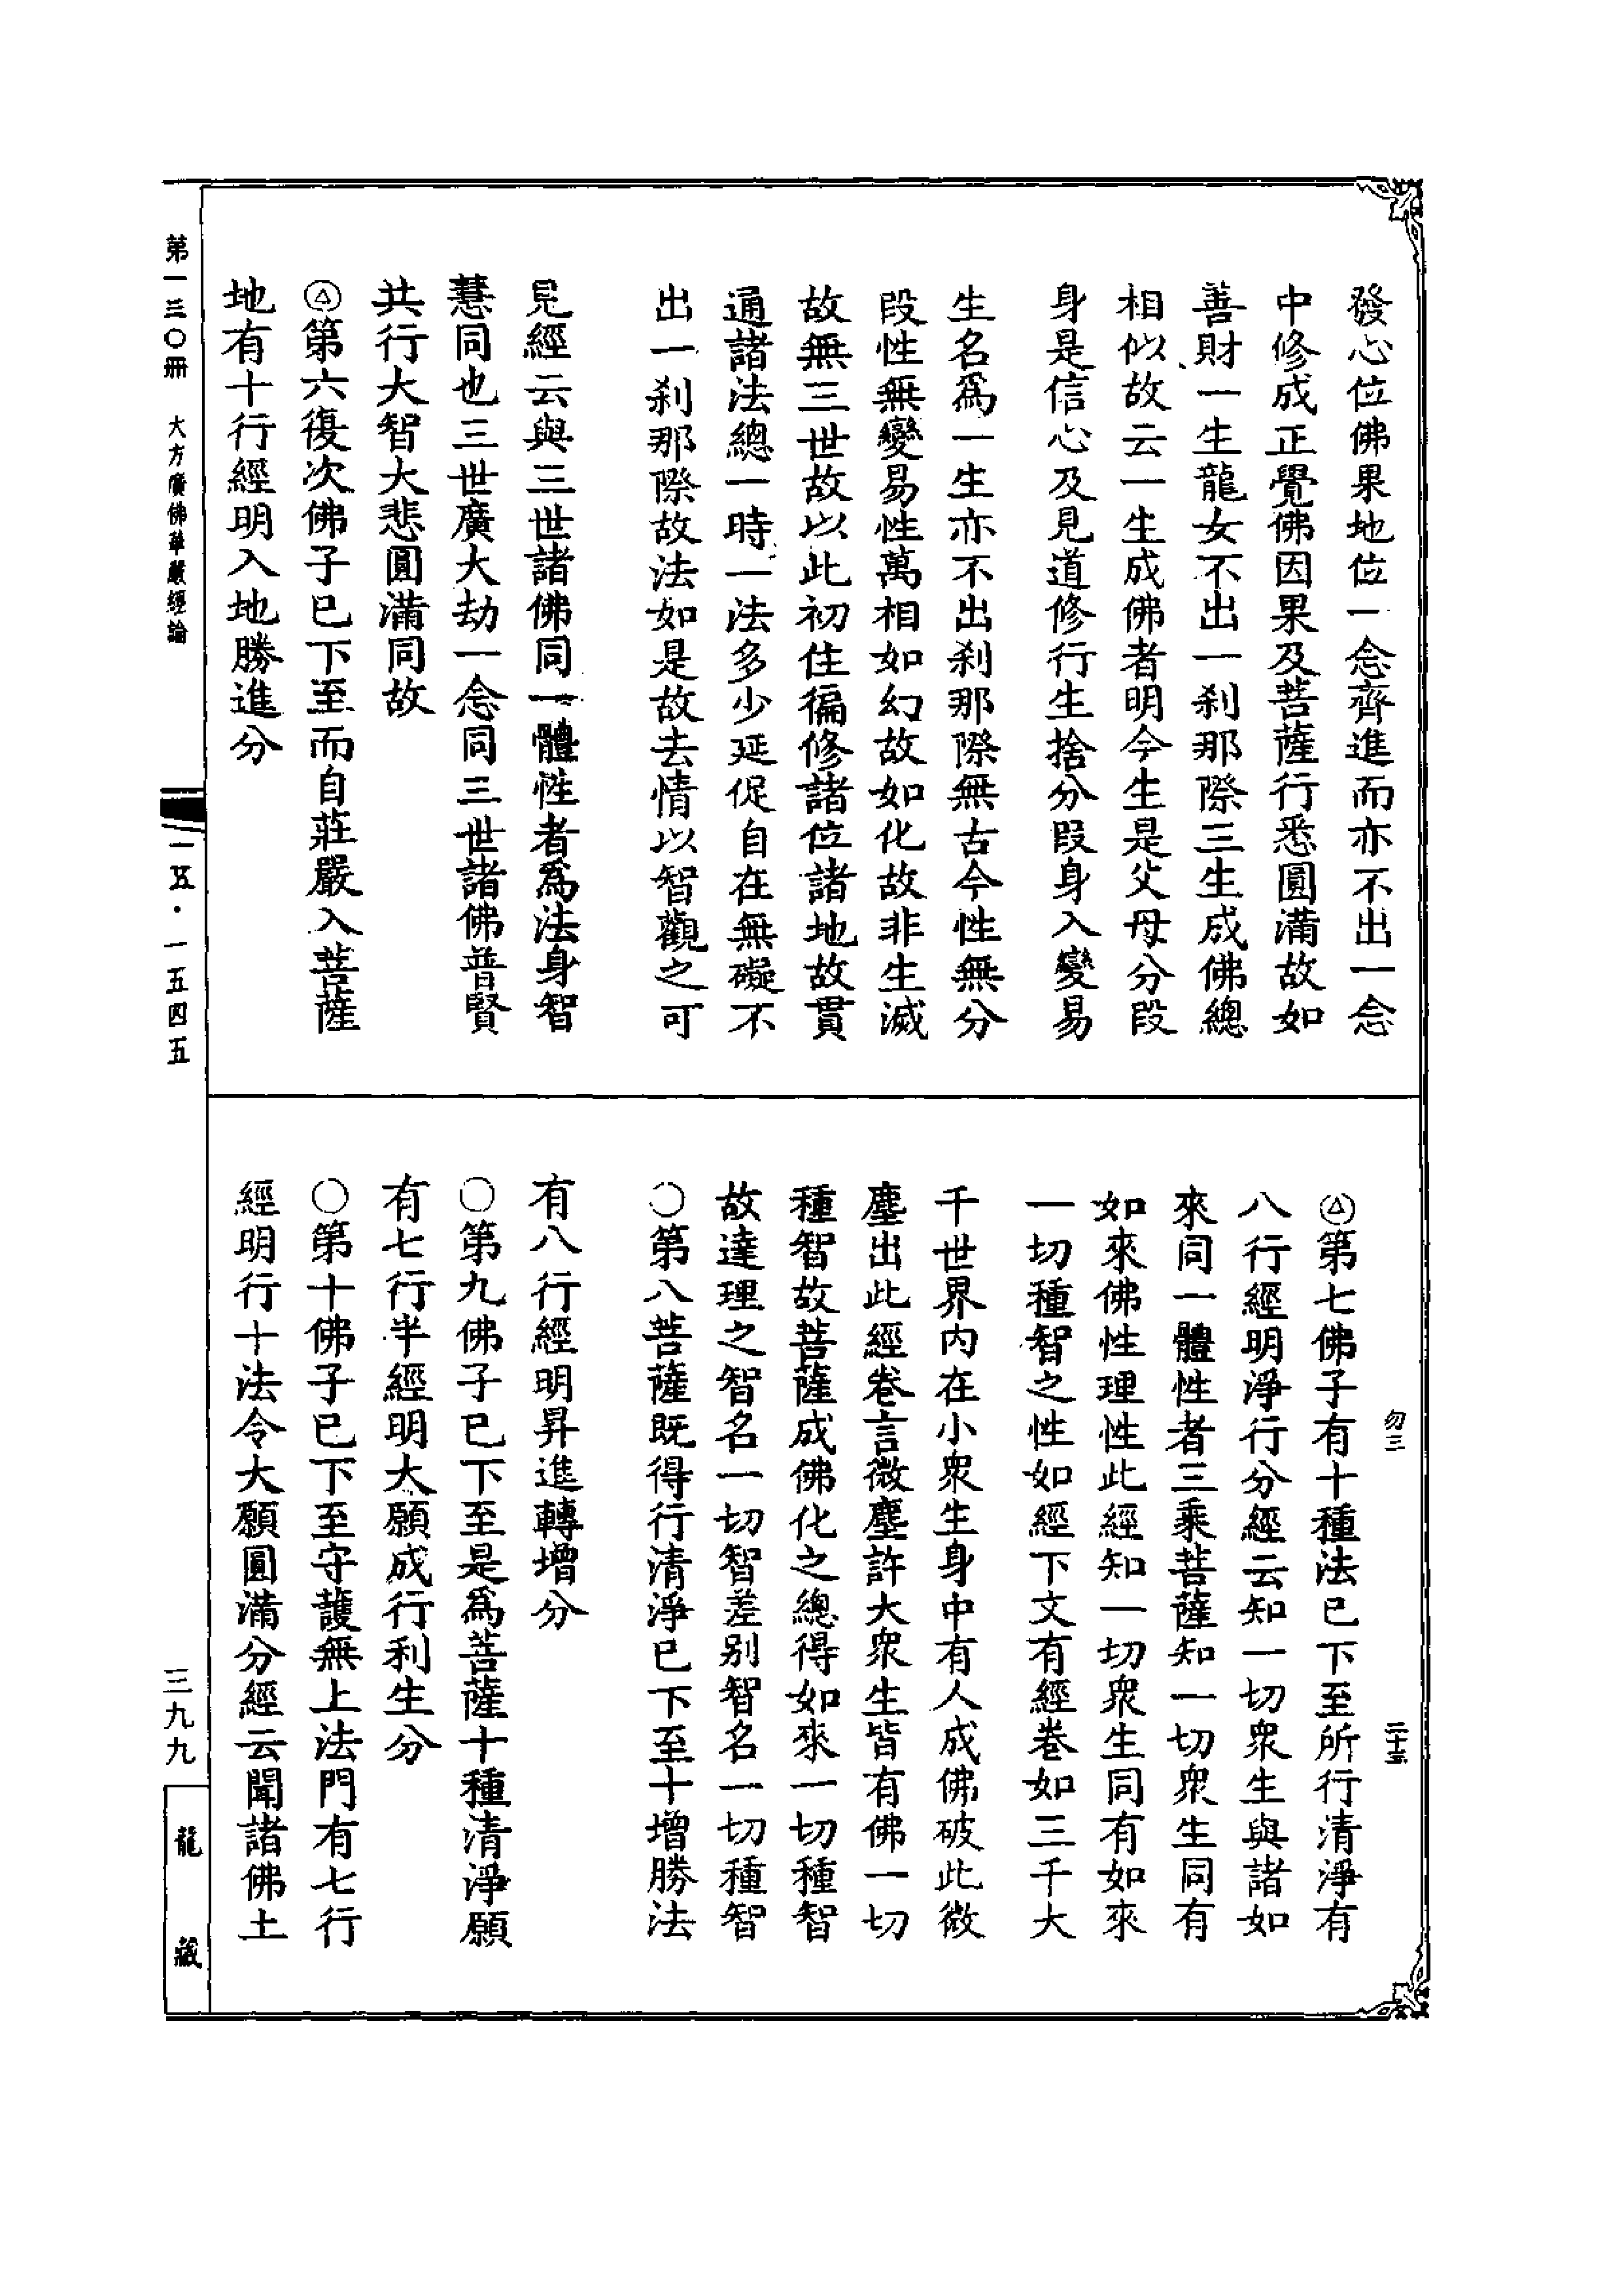 發心位佛果地位一念齊進而亦不出一念
中修成正覺佛因果及菩薩行悉圓滿故如
善財一生龍女不出一刹那際三生成佛總
相似故云一生成佛者明今生是父母分段
身是信心及見道修行生捨分段身入變易
生名爲一生亦不出刹那際無古今性無分
段性無變易性萬相如幻故如化故非生滅
故無三世故以此初住徧修諸位諸地故貫
通諸法總一時一法多少延促自在無礙不
出一刹那際故法如是故去情以智觀之可
見經云與三世諸佛同一體性者爲法身智
慧同也三世廣大劫一念同三世諸佛普賢
共行大智大悲圓滿同故
㊀第六復次佛子已下至而自莊嚴入菩薩
地有十行經明入地勝進分
勿三 二十五
第七佛子有十種法已下至所行清淨有
八行經明淨行分經云知一切衆生與諸如
來同一體性者三乘菩薩知一切衆生同有
如來佛性理性此經知一切衆生同有如來
一切種智之性如經下文有經卷如三千大
千世界内在小衆生身中有人成佛破此微
塵出此經卷言微塵許大衆生皆有佛一切
種智故菩薩成佛化之總得如來一切種智
故達理之智名一切智差别智名一切種智
○第八菩薩既得行清淨已下至十增勝法
有八行經明昇進轉增分
○第九佛子已下至是爲菩薩十種清淨願
有七行半經明大願成行利生分
○第十佛子已下至守護無上法門有七行
經明行十法令大願圓滿分經云聞諸佛土
第一三〇冊 大方廣佛華嚴經論
一五·一五四五
三九九
龍藏